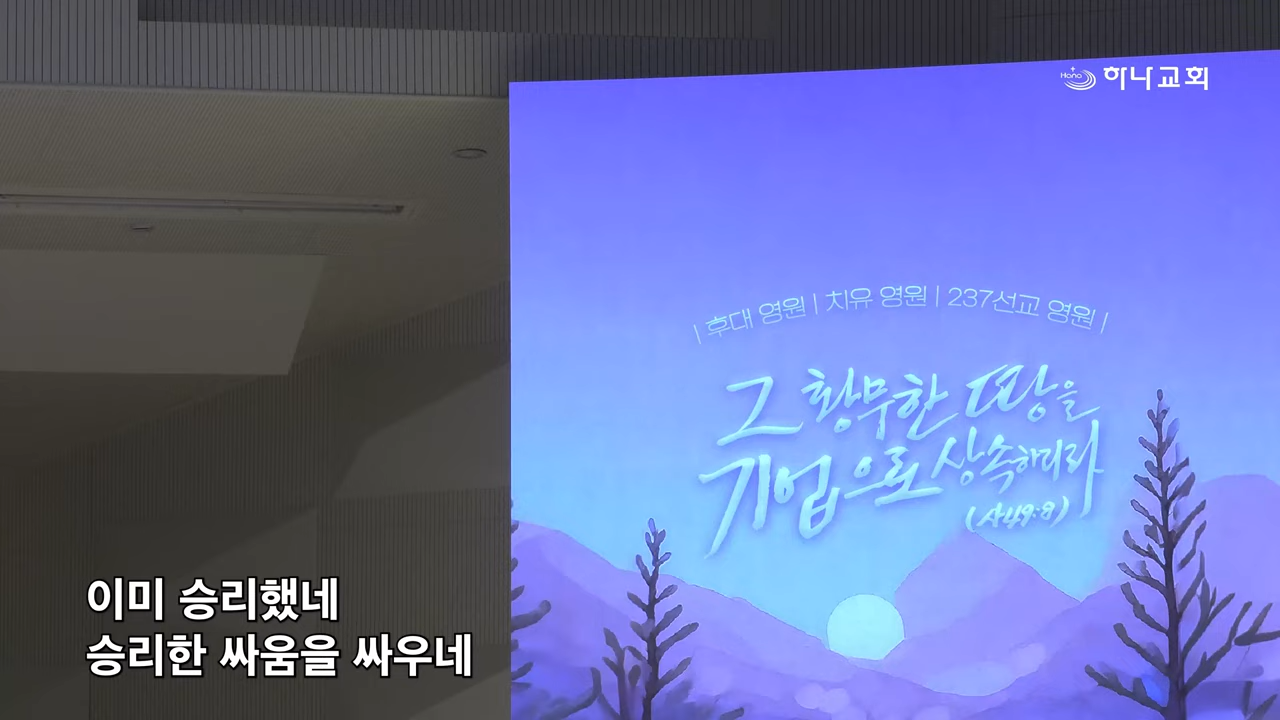 Hana 하나교회
| 후대 영원 | 치유 영원 | 237선교 영원 |
그 황무한 땅을
기업으로 상속하리라
(사49:8)
이미 승리했네
승리한 싸움을 싸우네